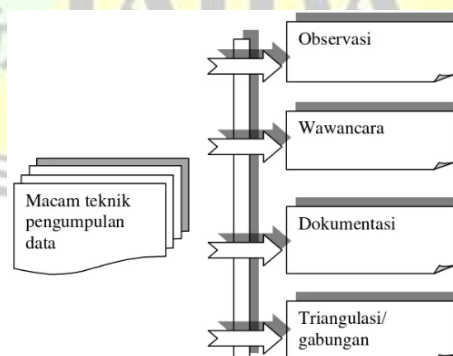 Observasi
Wawancara
Macam teknik
pengumpulan
data
Dokumentasi
Triangulasi/
gabungan